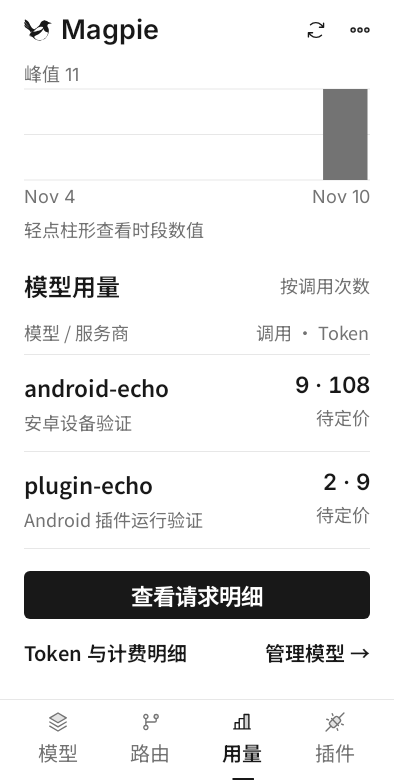 Magpie
峰值 11
Nov 4 Nov 10
轻点柱形查看时段数值
模型用量 按调用次数
模型 / 服务商 调用 · Token
android-echo 9 · 108
安卓设备验证 待定价
plugin-echo 2 · 9
Android 插件运行验证 待定价
查看请求明细
Token 与计费明细 管理模型 →
模型 路由 用量 插件